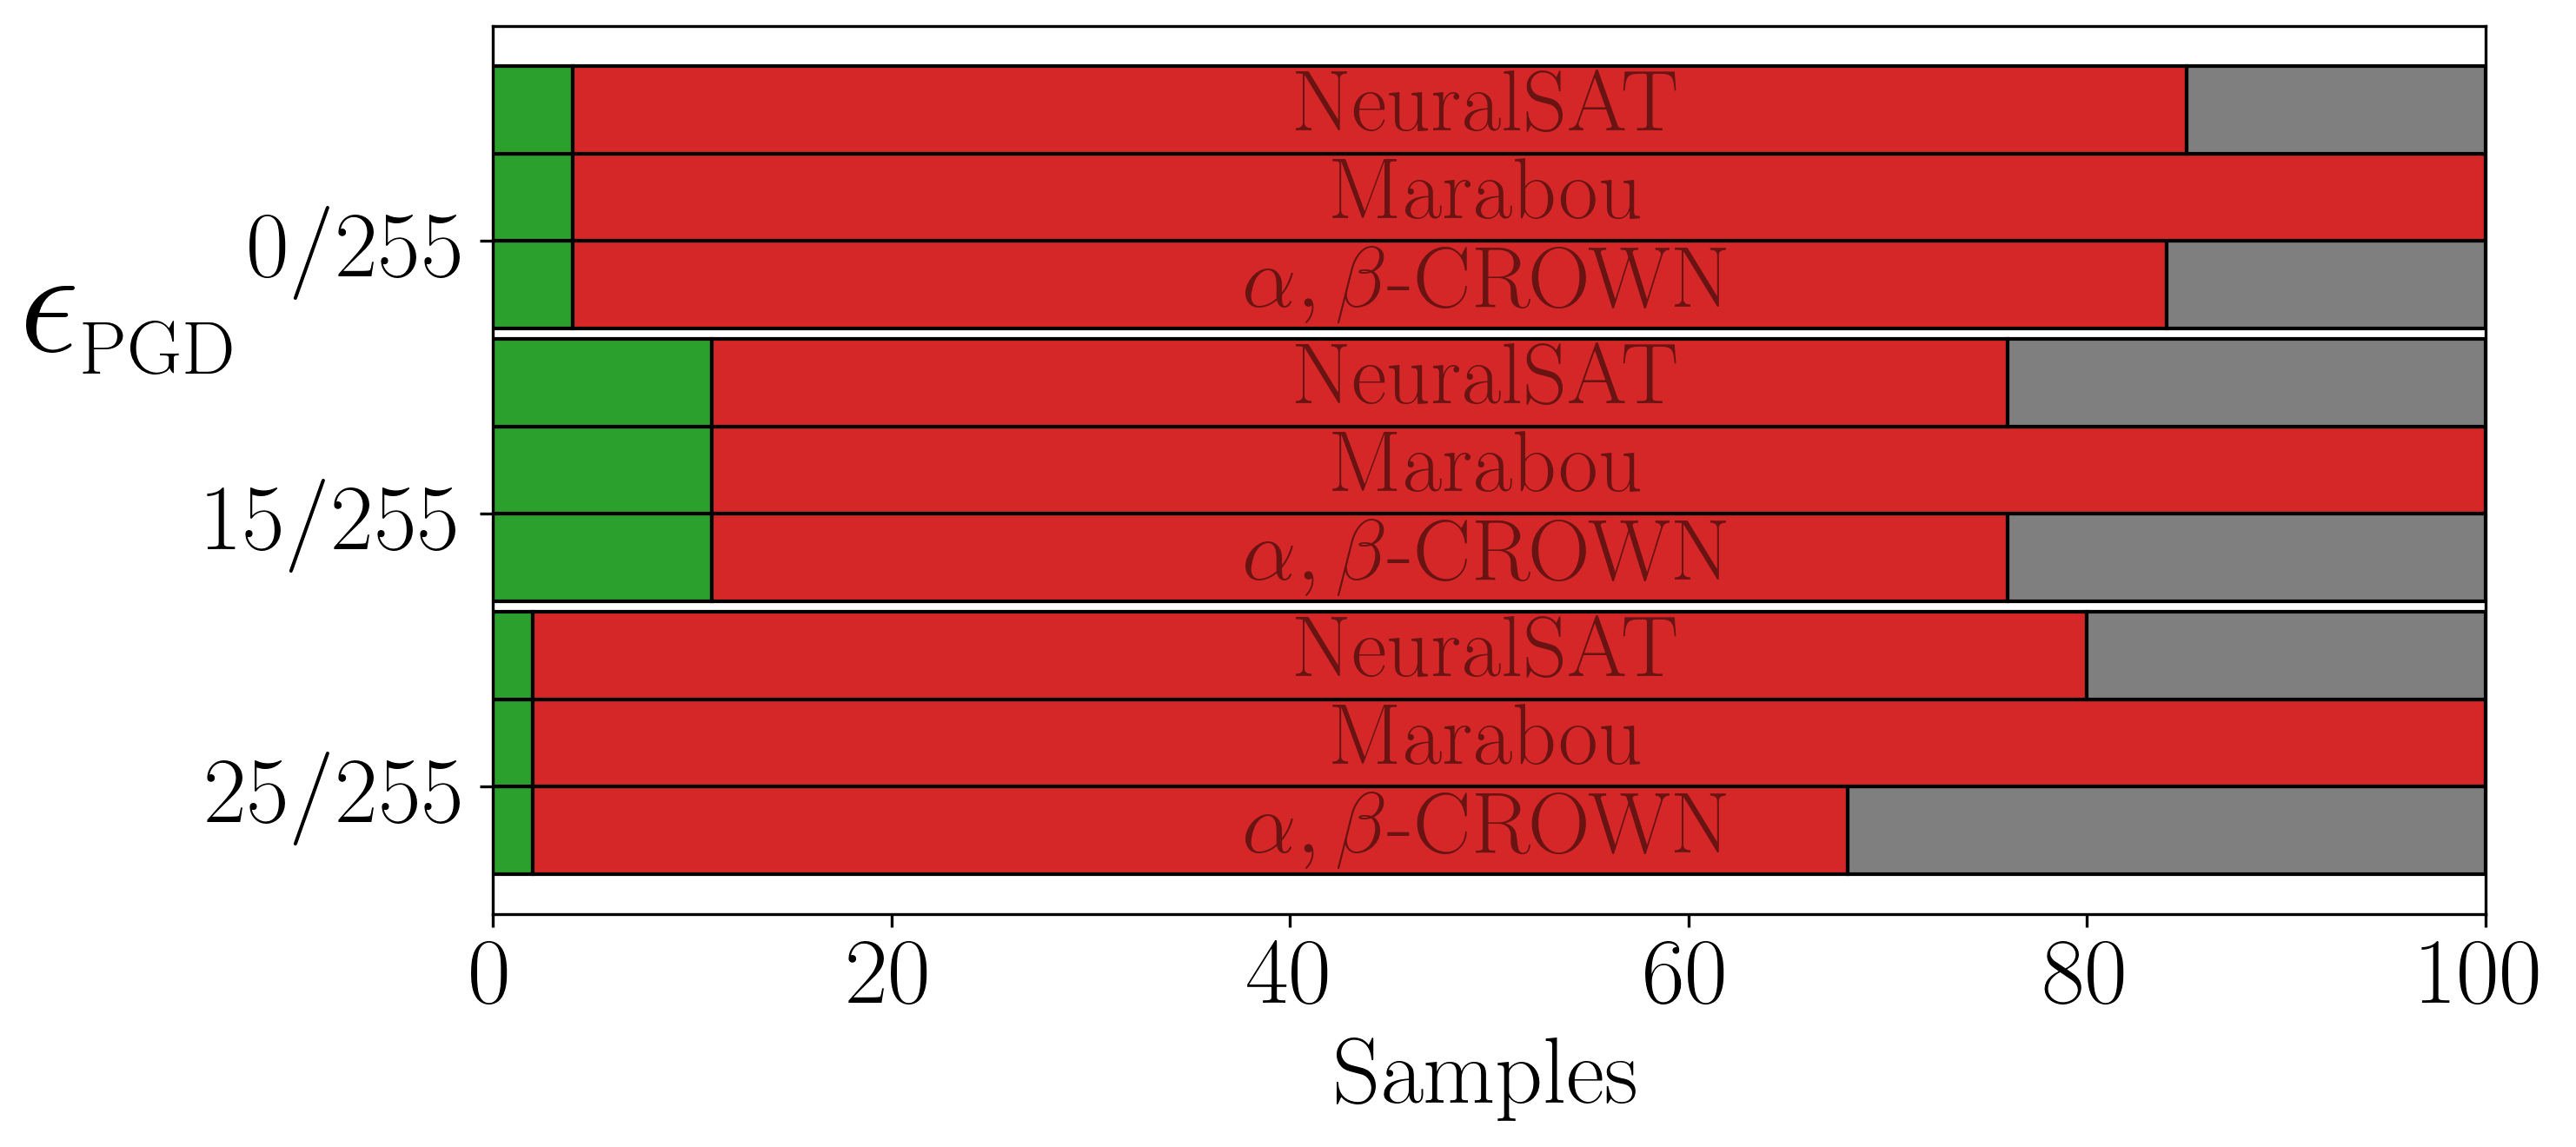 NeuralSAT
Marabou
0/255
α, β-CROWN
ϵPGD
NeuralSAT
Marabou
15/255
α, β-CROWN
NeuralSAT
Marabou
25/255
α, β-CROWN
0 20 40 60 80 100
Samples